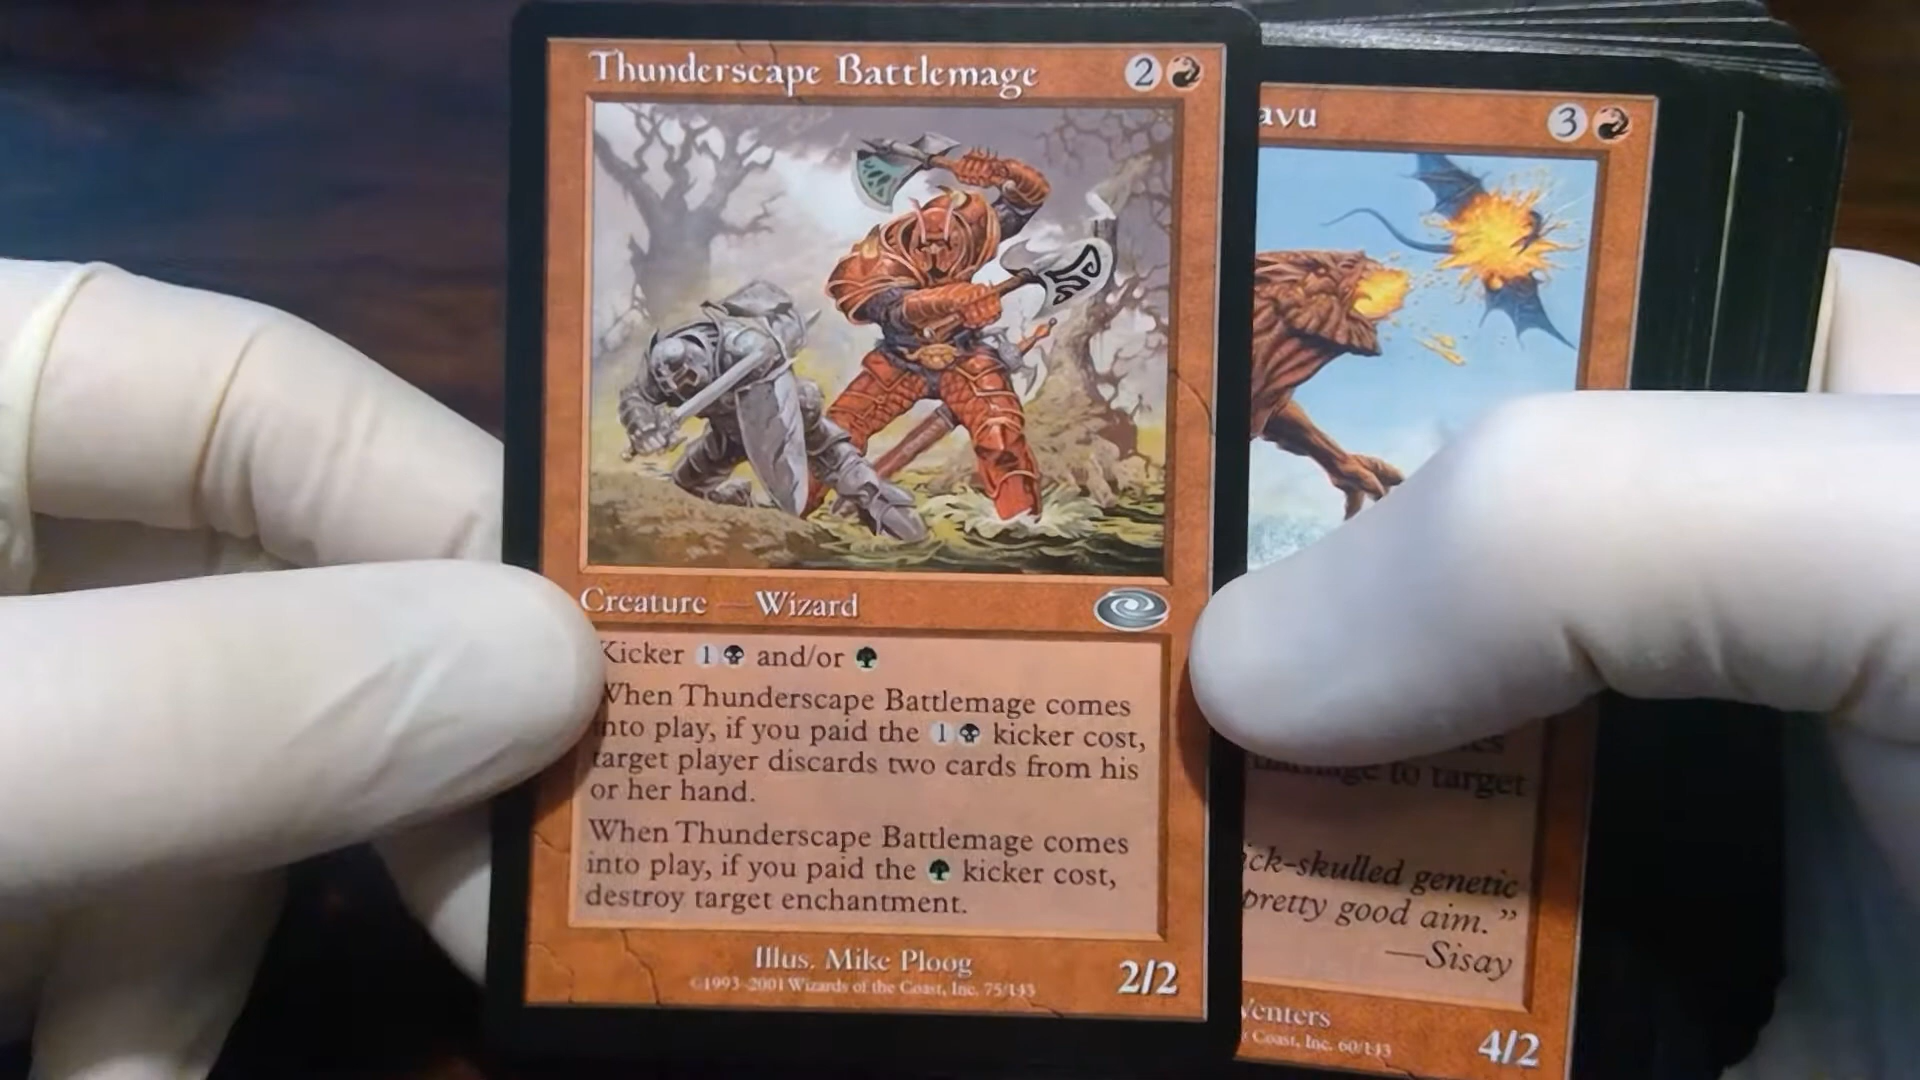 Thunderscape Battlemage 2
Creature — Wizard
Kicker 1 and/or
When Thunderscape Battlemage comes
into play, if you paid the 1 kicker cost,
target player discards two cards from his
or her hand.
When Thunderscape Battlemage comes
into play, if you paid the kicker cost,
destroy target enchantment.
Illus. Mike Ploog
©1993-2001 Wizards of the Coast, Inc. 75/143
2/2
avu 3
to target
ick-skulled genetic
pretty good aim.”
—Sisay
Venters
Coast, Inc. 60/143
4/2